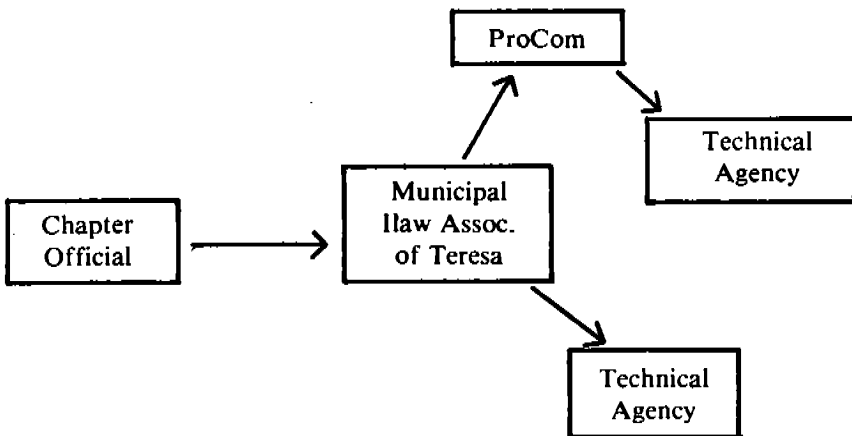 ProCom
Technical
Agency
Municipal
Ilaw Assoc.
of Teresa
Chapter
Official
Technical
Agency